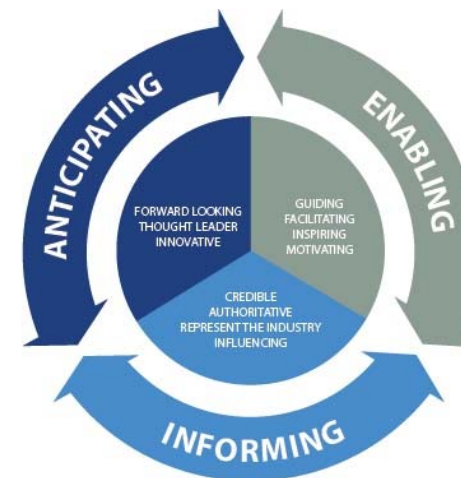 ANTICIPATING
ENABLING
FORWARD LOOKING
THOUGHT LEADER
INNOVATIVE
GUIDING
FACILITATING
INSPIRING
MOTIVATING
CREDIBLE
AUTHORITATIVE
REPRESENT THE INDUSTRY
INFLUENCING
INFORMING